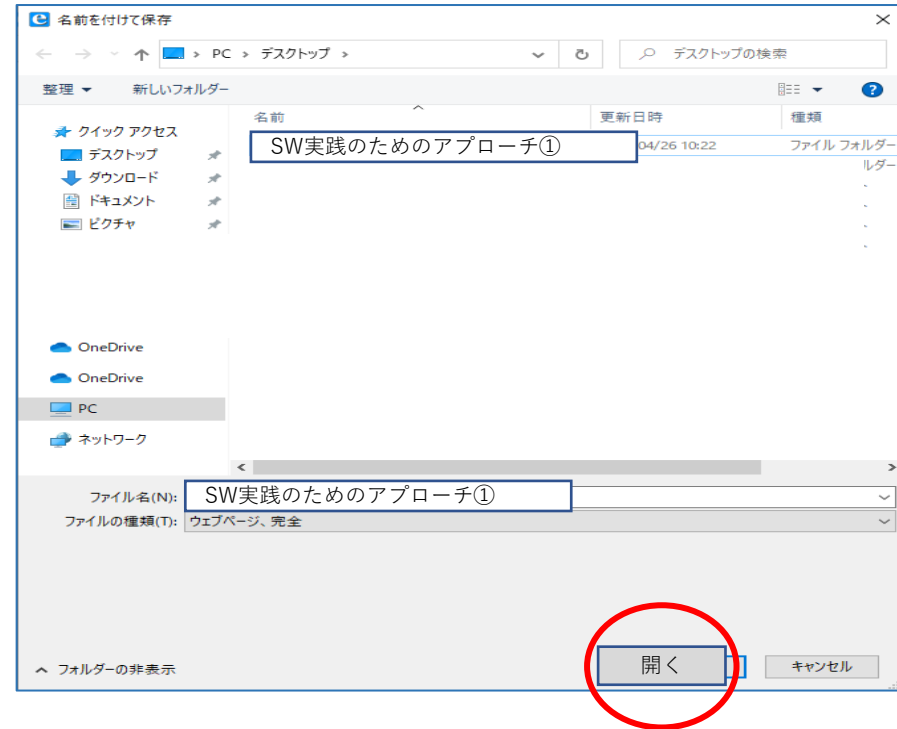 名前を付けて保存
PC > デスクトップ >
デスクトップの検索
整理 新しいフォルダー
名前 更新日時 種類
クイック アクセス
SW実践のためのアプローチ① 04/26 10:22 ファイル フォルダー
デスクトップ
ルダー
ダウンロード
ドキュメント
ピクチャ
OneDrive
OneDrive
PC
ネットワーク
ファイル名(N): SW実践のためのアプローチ①
ファイルの種類(T): ウェブページ、完全
フォルダーの非表示 開く キャンセル